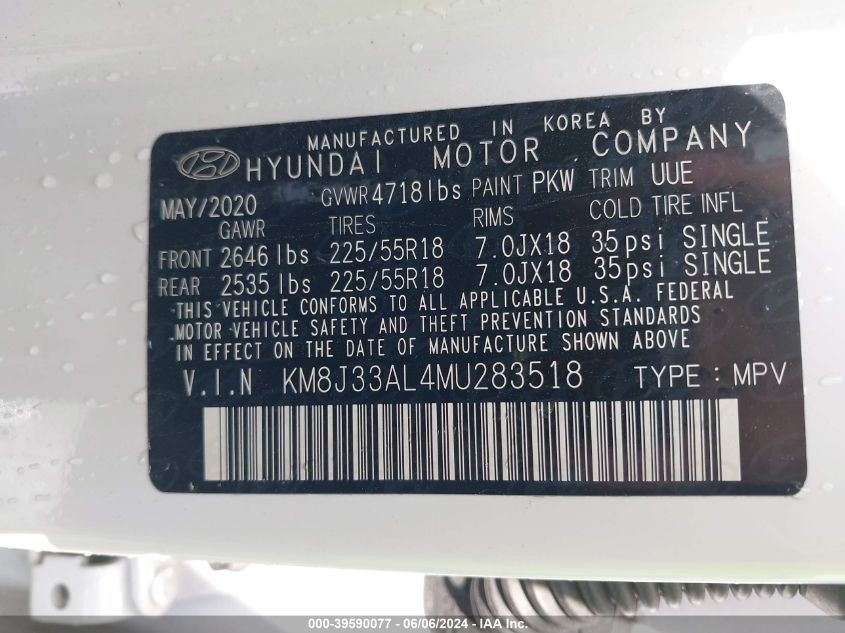 MANUFACTURED IN KOREA BY
HYUNDAI MOTOR COMPANY
MAY/2020 GVWR 4718lbs PAINT PKW TRIM UUE
GAWR TIRES RIMS COLD TIRE INFL
FRONT 2646 lbs 225/55R18 7.0JX18 35psi SINGLE
REAR 2535 lbs 225/55R18 7.0JX18 35psi SINGLE
THIS VEHICLE CONFORMS TO ALL APPLICABLE U.S.A. FEDERAL
MOTOR VEHICLE SAFETY AND THEFT PREVENTION STANDARDS
IN EFFECT ON THE DATE OF MANUFACTURE SHOWN ABOVE
V.I.N KM8J33AL4MU283518 TYPE : MPV
000-39590077 - 06/06/2024 - IAA Inc.